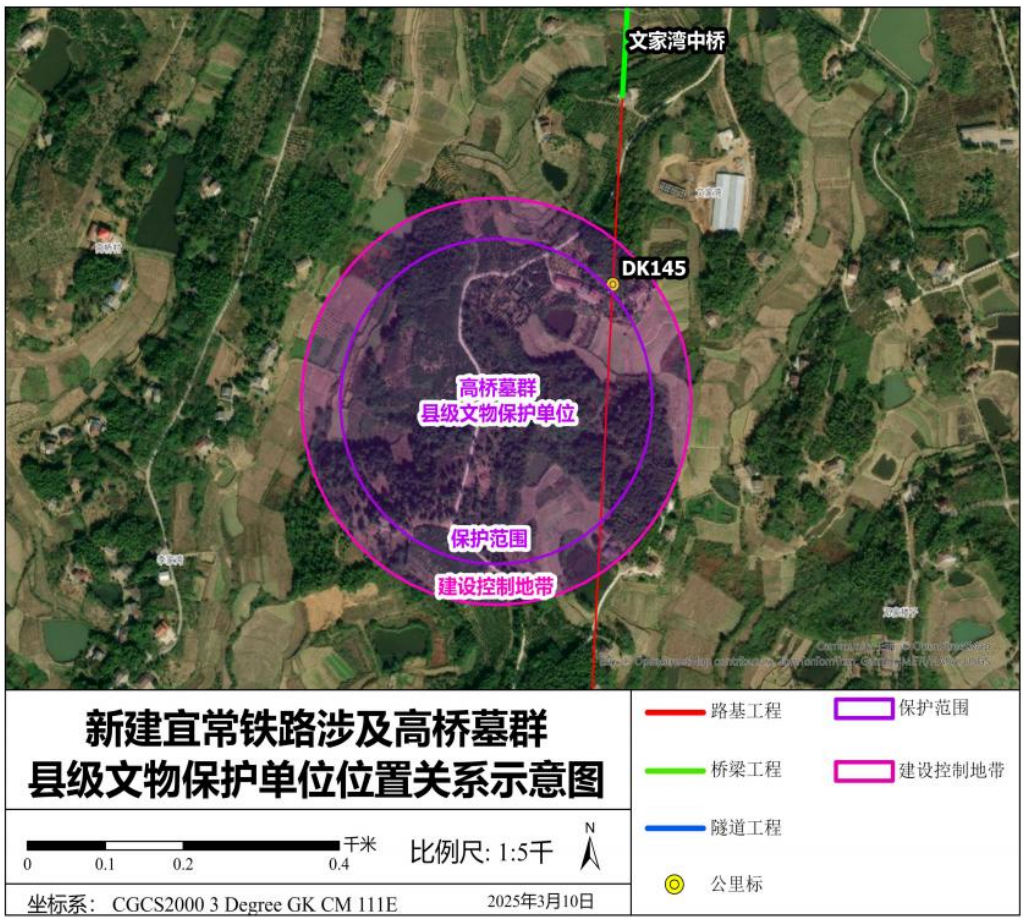 文家湾中桥
DK145
高桥墓群
县级文物保护单位
保护范围
建设控制地带
新建宜常铁路涉及高桥墓群
县级文物保护单位位置关系示意图
千米
0 0.1 0.2 0.4
比例尺: 1:5千
N
坐标系: CGCS2000 3 Degree GK CM 111E
2025年3月10日
路基工程
保护范围
桥梁工程
建设控制地带
隧道工程
公里标